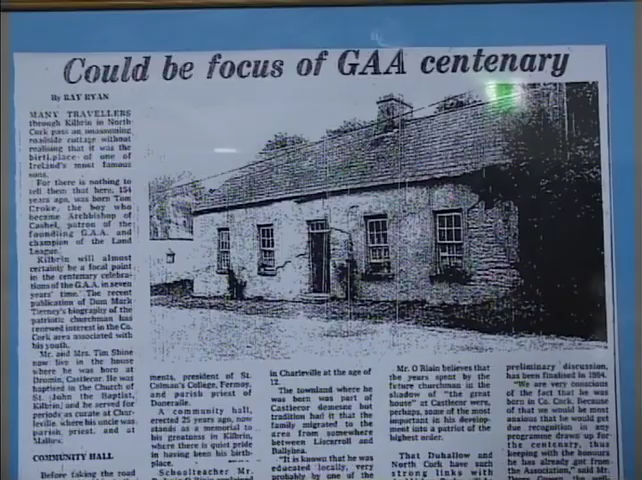 Could be focus of GAA centenary
By RAY RYAN
MANY TRAVELLERS
through Kilbrin in North
Cork pass an unassuming
roadside cottage without
realising that it was the
birth-place of one of
Ireland's most famous
sons.
For there is nothing to
tell them that here, 154
years ago, was born Tom
Croke, the boy who
became Archbishop of
Cashel, patron of the
foundling G.A.A. and
champion of the Land
League.
Kilbrin will almost
certainly be a focal point
in the centenary celebra-
tions of the G.A.A. in seven
years' time. The recent
publication of Dom Mark
Tierney's biography of the
patriotic churchman has
renewed interest in the Co.
Cork area associated with
his youth.
Mr. and Mrs. Tim Shine
now live in the house
where he was born at
Dromin, Castlecor. He was
baptised in the Church of
St. John the Baptist,
Kilbrin, and he served for
periods as curate at Char-
leville, where his uncle was
parish priest, and at
Mallow.
COMMUNITY HALL
Before taking the road
ments, president of St.
Colman's College, Fermoy,
and parish priest of
Doneraile.
A community hall,
erected 25 years ago, now
stands as a memorial to
his greatness in Kilbrin,
where there is quiet pride
in having been his birth-
place.
Schoolteacher Mr.
in Charleville at the age of
12.
The townland where he
was born was part of
Castlecor demesne but
tradition had it that the
family migrated to the
area from somewhere
between Liscarroll and
Ballyhea.
"It is known that he was
educated locally, very
probably by one of the
Mr. O Riain believes that
the years spent by the
future churchman in the
shadow of "the great
house" at Castlecor were,
perhaps, some of the most
important in his develop-
ment into a patriot of the
highest order.
That Duhallow and
North Cork have such
strong links with
preliminary discussion,
has been finalised in 1984.
"We are very conscious
of the fact that he was
born in Co. Cork, because
of that we would be most
anxious that he would get
due recognition in any
programme drawn up for
the centenary, thus
keeping with the honours
he has already got from
the Association," said Mr.